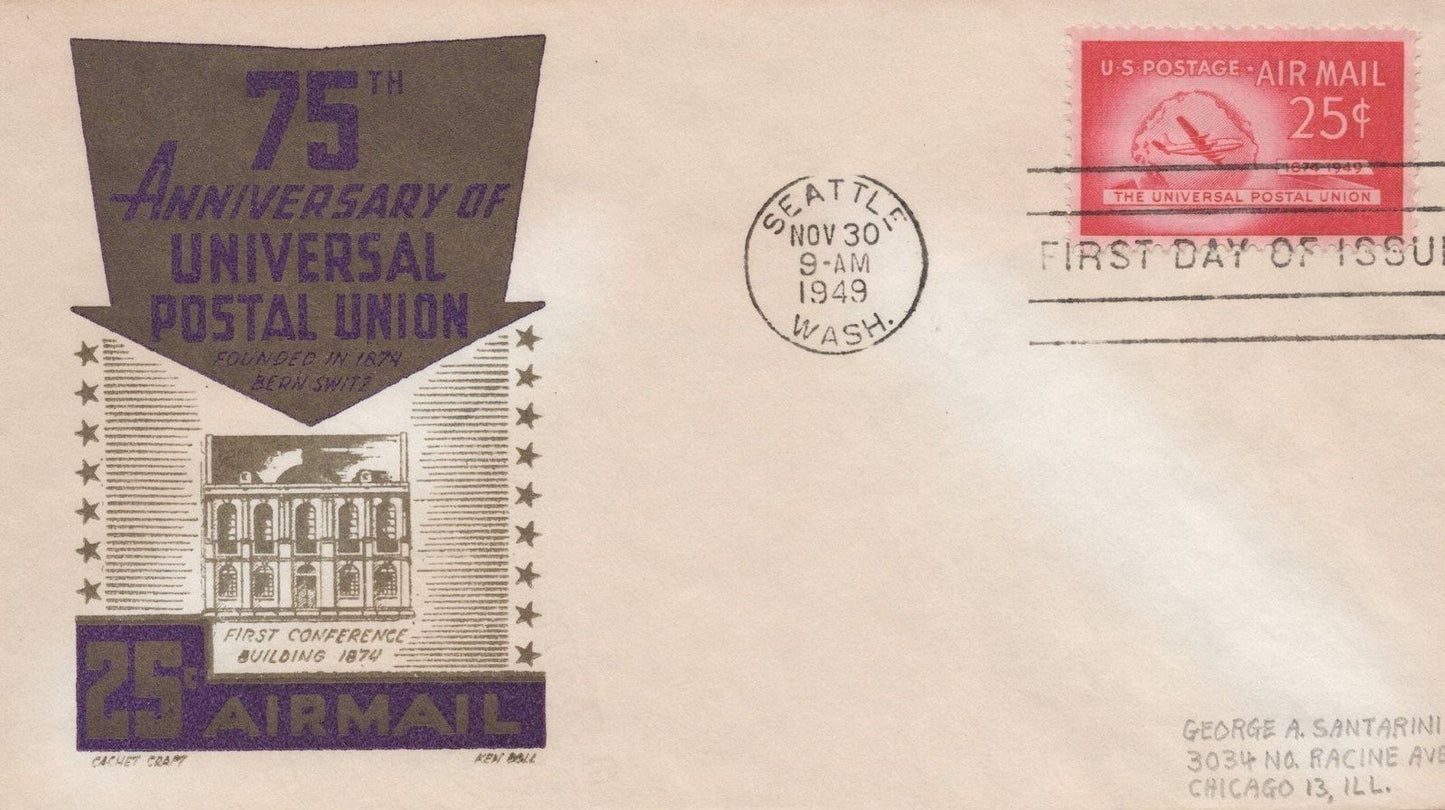 75TH
ANNIVERSARY OF
UNIVERSAL
POSTAL UNION
FOUNDED IN 1874
BERN SWITZ
FIRST CONFERENCE
BUILDING 1874
25¢
AIRMAIL
CACHET CRAFT
KEN BOLL
SEATTLE
NOV 30
9-AM
1949
WASH.
U·S·POSTAGE · AIR MAIL
25¢
1874-1949
THE UNIVERSAL POSTAL UNION
FIRST DAY OF ISSU
GEORGE A. SANTARINI
3034 NO. RACINE AVE
CHICAGO 13, ILL.